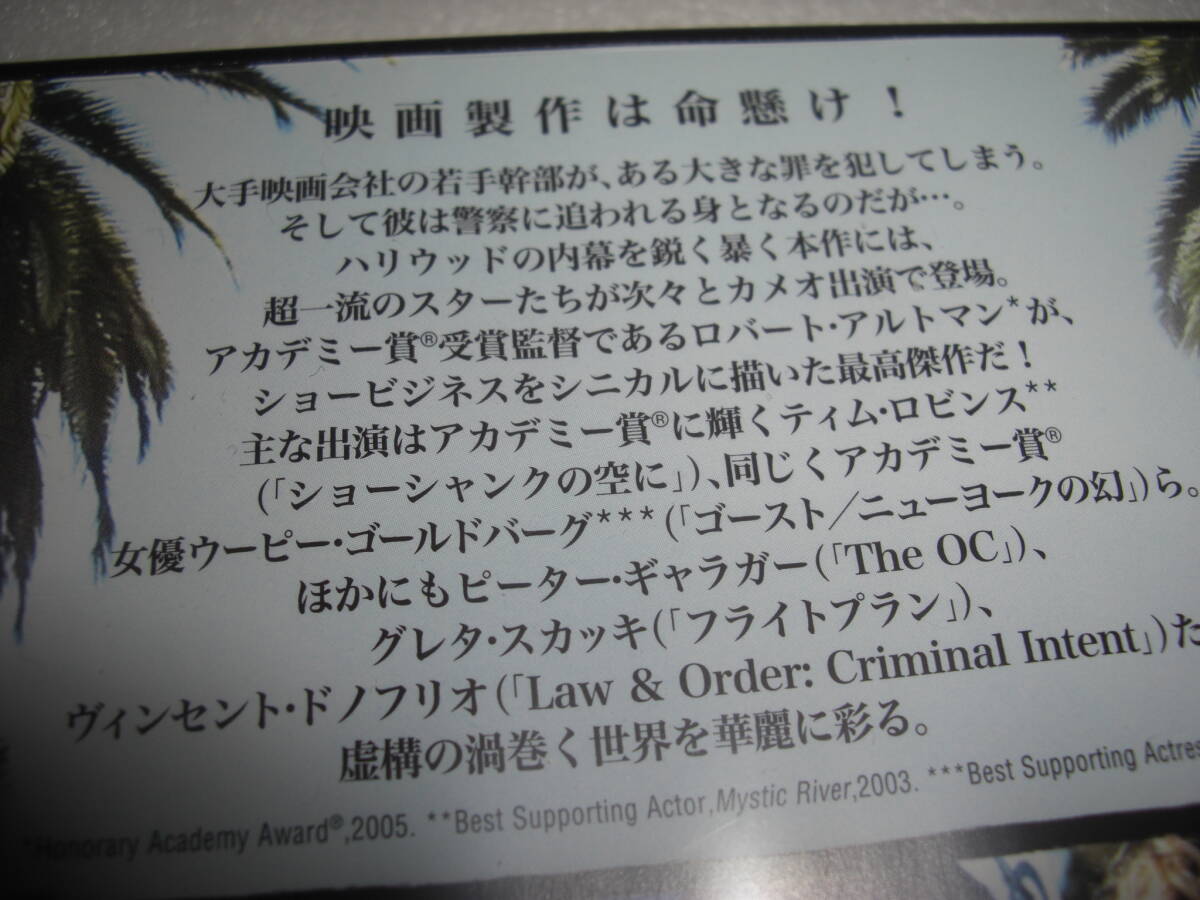 映画製作は命懸け!
大手映画会社の若手幹部が、ある大きな罪を犯してしまう。
そして彼は警察に追われる身となるのだが…。
ハリウッドの内幕を鋭く暴く本作には、
超一流のスターたちが次々とカメオ出演で登場。
アカデミー賞®受賞監督であるロバート・アルトマン*が、
ショービジネスをシニカルに描いた最高傑作だ!
主な出演はアカデミー賞®に輝くティム・ロビンス**
(「ショーシャンクの空に」)、同じくアカデミー賞®
女優ウーピー・ゴールドバーグ***(「ゴースト/ニューヨークの幻」)ら。
ほかにもピーター・ギャラガー(「The OC」)、
グレタ・スカッキ(「フライトプラン」)、
ヴィンセント・ドノフリオ(「Law & Order: Criminal Intent」)た
虚構の渦巻く世界を華麗に彩る。
*Honorary Academy Award®,2005. **Best Supporting Actor,Mystic River,2003. ***Best Supporting Actres